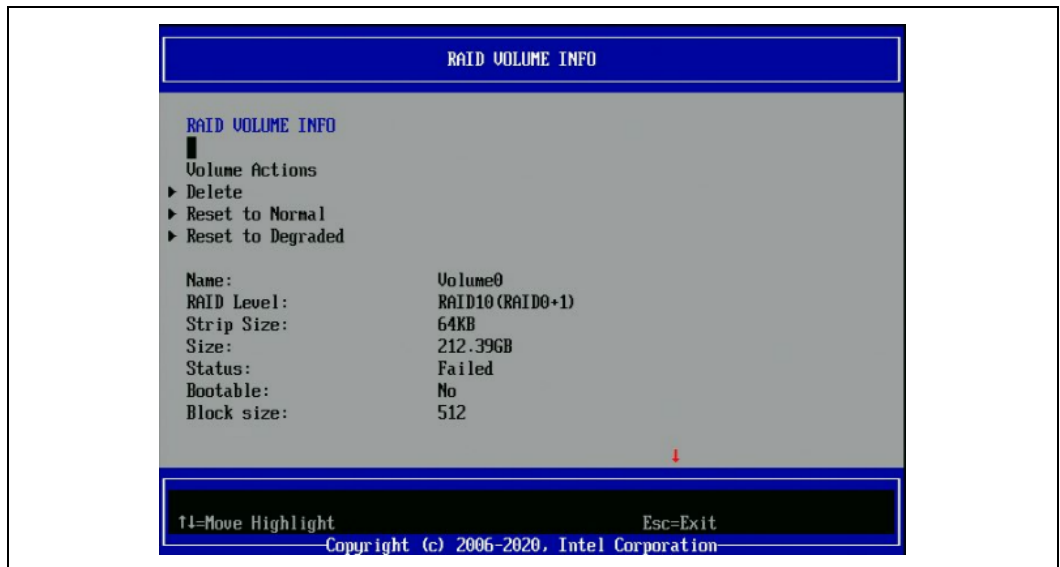 RAID VOLUME INFO
RAID VOLUME INFO
Volume Actions
▶ Delete
▶ Reset to Normal
▶ Reset to Degraded
Name: Volume0
RAID Level: RAID10(RAID0+1)
Strip Size: 64KB
Size: 212.39GB
Status: Failed
Bootable: No
Block size: 512
↓
↑↓=Move Highlight Esc=Exit
Copyright (c) 2006-2020, Intel Corporation